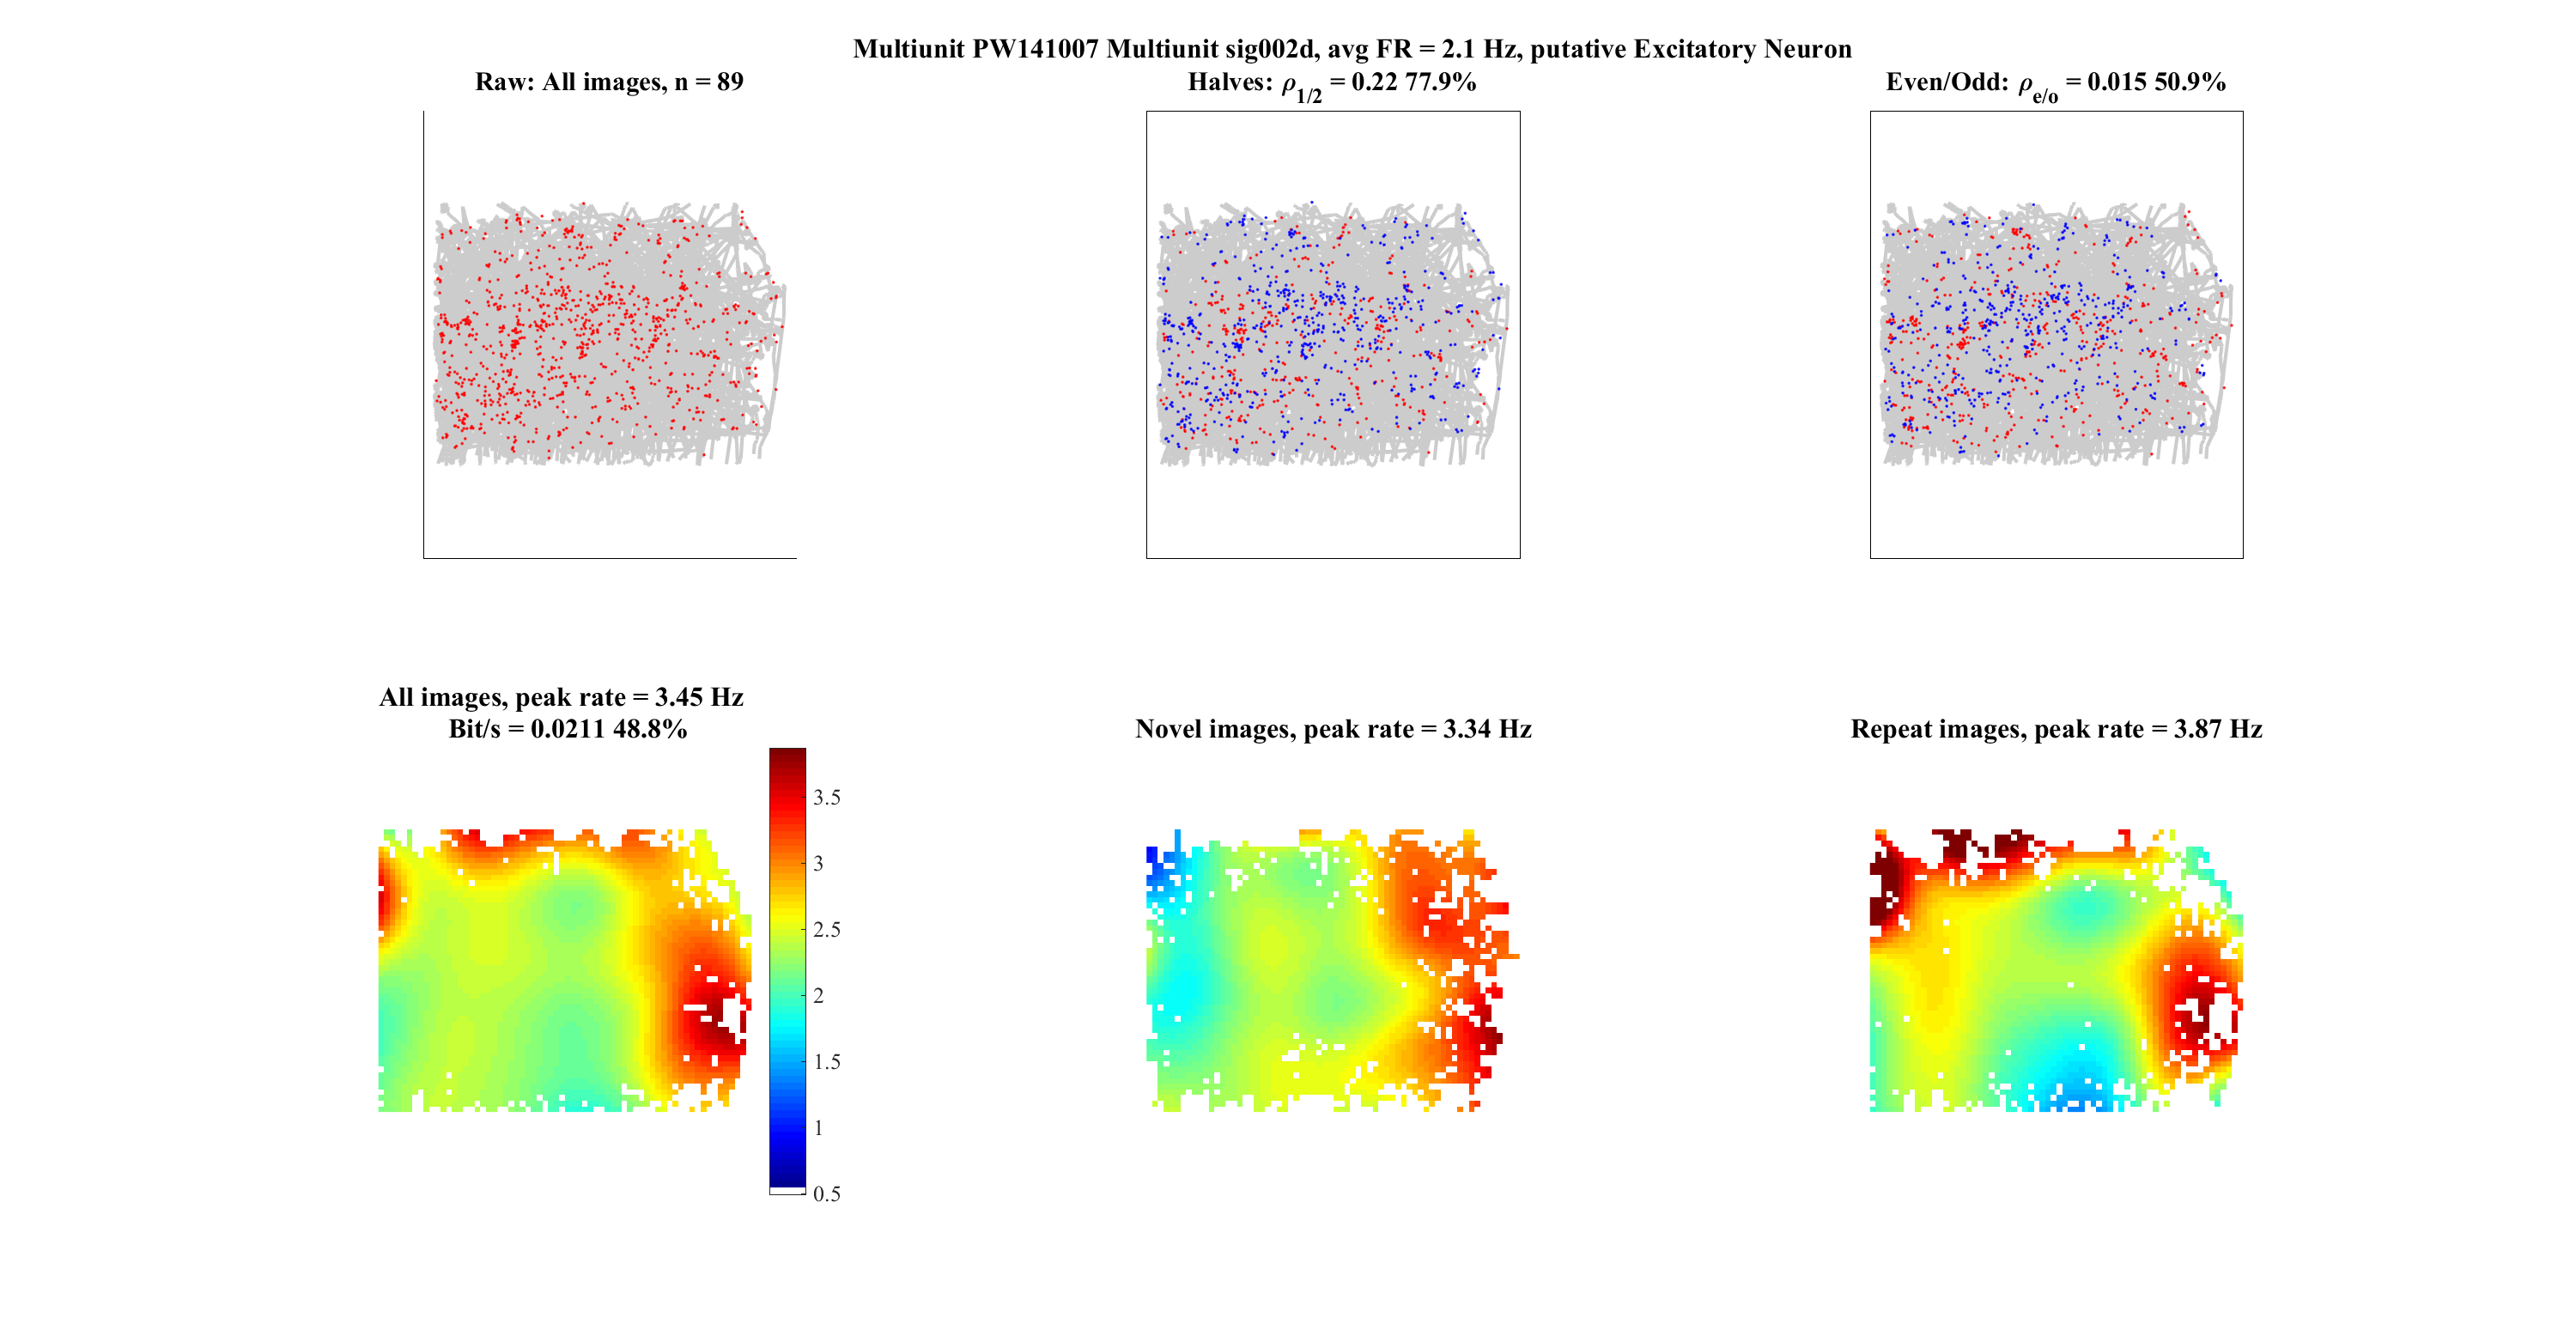 Multiunit PW141007 Multiunit sig002d, avg FR = 2.1 Hz, putative Excitatory Neuron
Raw: All images, n = 89
Halves: ρ1/2 = 0.22 77.9%
Even/Odd: ρe/o = 0.015 50.9%
All images, peak rate = 3.45 Hz
Bit/s = 0.0211 48.8%
Novel images, peak rate = 3.34 Hz
Repeat images, peak rate = 3.87 Hz
3.5
3
2.5
2
1.5
1
0.5